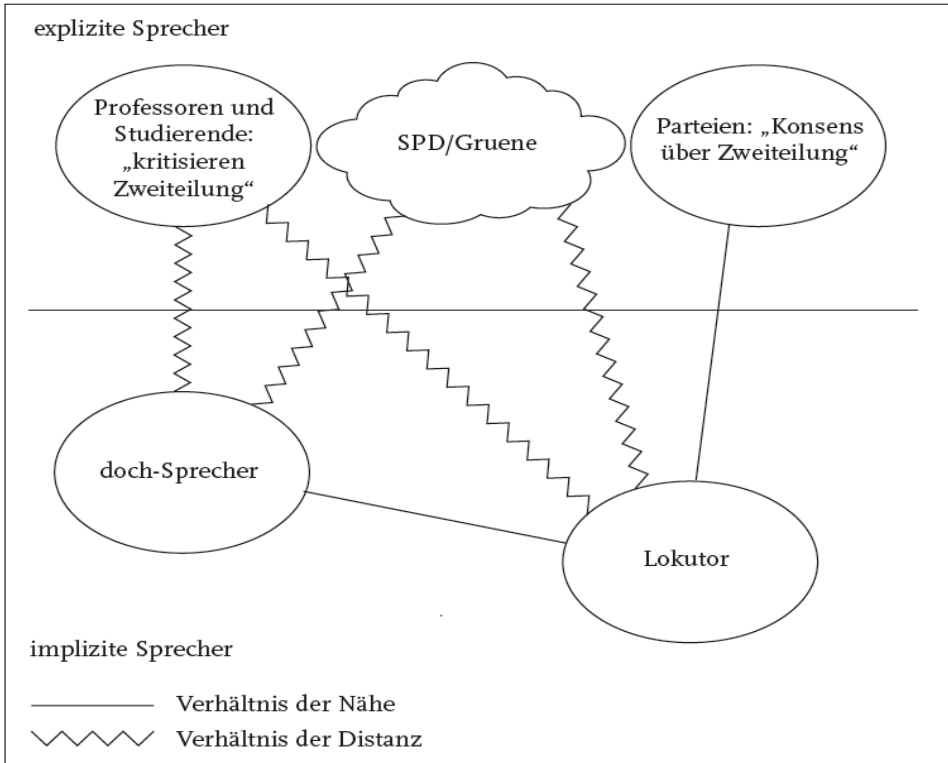 explizite Sprecher
Professoren und
Studierende:
„kritisieren
Zweiteilung“
SPD/Gruene
Parteien: „Konsens
über Zweiteilung“
doch-Sprecher
Lokutor
implizite Sprecher
Verhältnis der Nähe
Verhältnis der Distanz